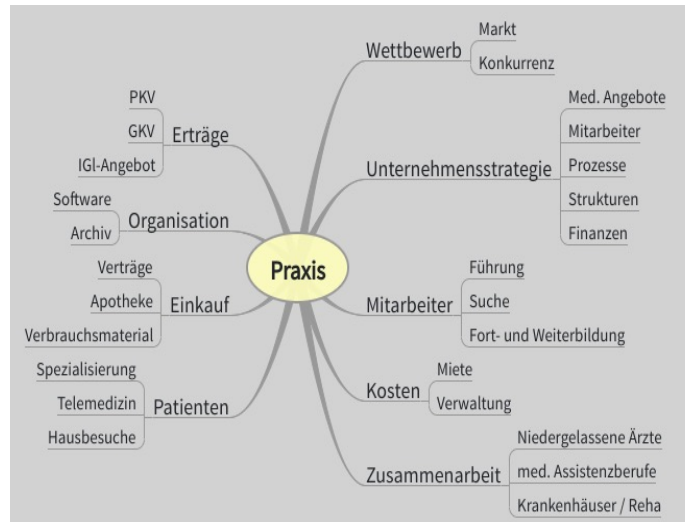 Praxis
Wettbewerb
Markt
Konkurrenz
Unternehmensstrategie
Med. Angebote
Mitarbeiter
Prozesse
Strukturen
Finanzen
Mitarbeiter
Führung
Suche
Fort- und Weiterbildung
Kosten
Miete
Verwaltung
Zusammenarbeit
Niedergelassene Ärzte
med. Assistenzberufe
Krankenhäuser / Reha
Erträge
PKV
GKV
IGl-Angebot
Organisation
Software
Archiv
Einkauf
Verträge
Apotheke
Verbrauchsmaterial
Patienten
Spezialisierung
Telemedizin
Hausbesuche